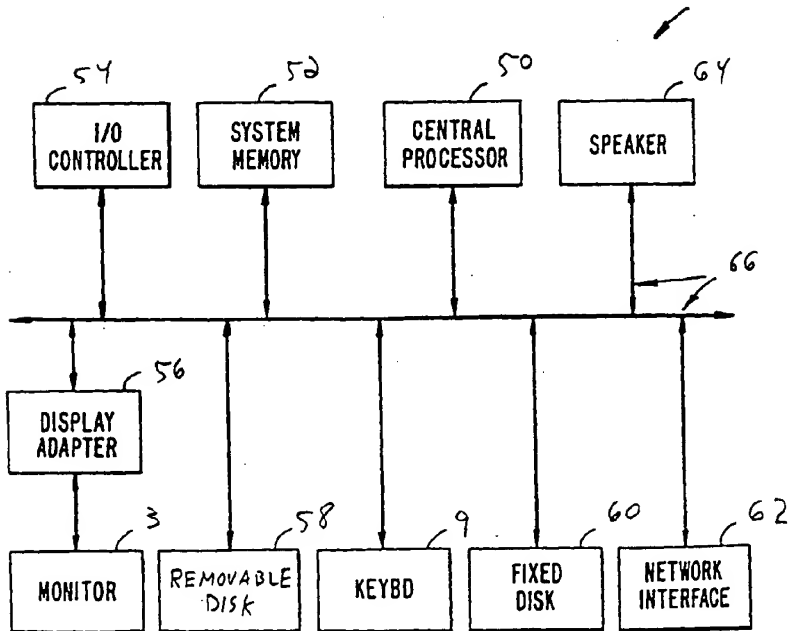 54
52
50
64
I/O
CONTROLLER
SYSTEM
MEMORY
CENTRAL
PROCESSOR
SPEAKER
66
56
DISPLAY
ADAPTER
3
58
9
60
62
MONITOR
REMOVABLE
DISK
KEYBD
FIXED
DISK
NETWORK
INTERFACE